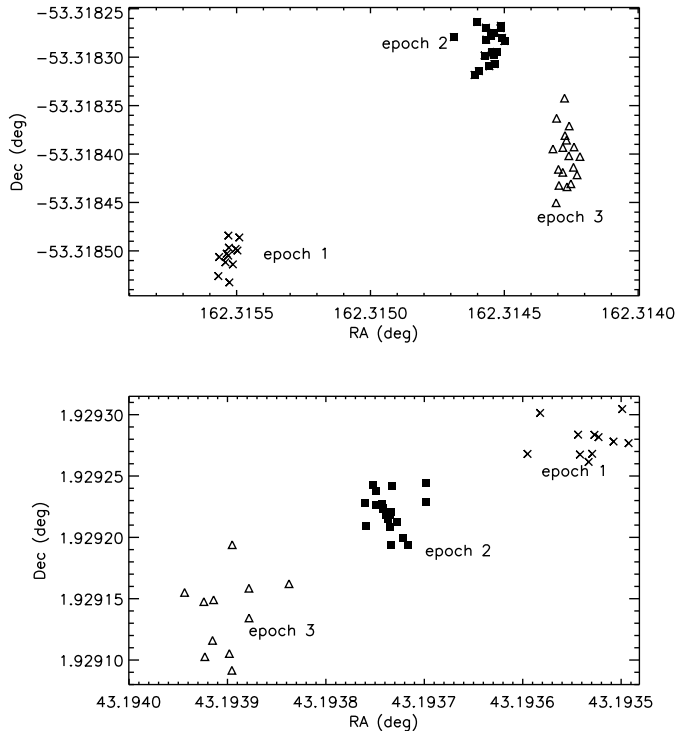 −53.31825
−53.31830
−53.31835
−53.31840
−53.31845
−53.31850
Dec (deg)
epoch 2
epoch 3
epoch 1
162.3155
162.3150
162.3145
162.3140
RA (deg)
1.92930
1.92925
1.92920
1.92915
1.92910
Dec (deg)
epoch 1
epoch 2
epoch 3
43.1940
43.1939
43.1938
43.1937
43.1936
43.1935
RA (deg)